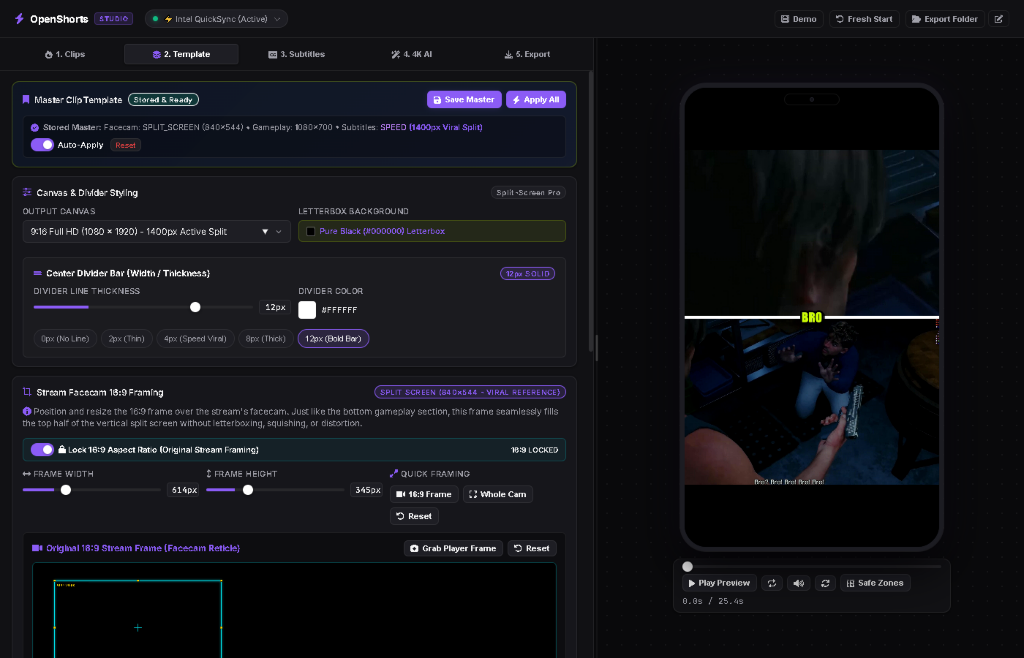 OpenShorts STUDIO Intel QuickSync (Active) Demo Fresh Start Export Folder
1. Clips 2. Template 3. Subtitles 4. 4K AI 5. Export
Master Clip Template Stored & Ready Save Master Apply All
Stored Master: Facecam: SPLIT_SCREEN (840×544) • Gameplay: 1080×700 • Subtitles: SPEED (1400px Viral Split)
Auto-Apply Reset
Canvas & Divider Styling Split-Screen Pro
OUTPUT CANVAS LETTERBOX BACKGROUND
9:16 Full HD (1080 × 1920) - 1400px Active Split Pure Black (#000000) Letterbox
Center Divider Bar (Width / Thickness) 12px SOLID
DIVIDER LINE THICKNESS DIVIDER COLOR
12px #FFFFFF
0px (No Line) 2px (Thin) 4px (Speed Viral) 8px (Thick) 12px (Bold Bar)
Stream Facecam 16:9 Framing SPLIT SCREEN (840×544 - VIRAL REFERENCE)
Position and resize the 16:9 frame over the stream's facecam. Just like the bottom gameplay section, this frame seamlessly fills
the top half of the vertical split screen without letterboxing, squishing, or distortion.
Lock 16:9 Aspect Ratio (Original Stream Framing) 16:9 LOCKED
FRAME WIDTH FRAME HEIGHT QUICK FRAMING
614px 345px 16:9 Frame Whole Cam
Reset
Original 16:9 Stream Frame (Facecam Reticle) Grab Player Frame Reset
BRO
Bro? Bro! Bro! Bro! Bro!
Play Preview Safe Zones
0.0s / 25.4s